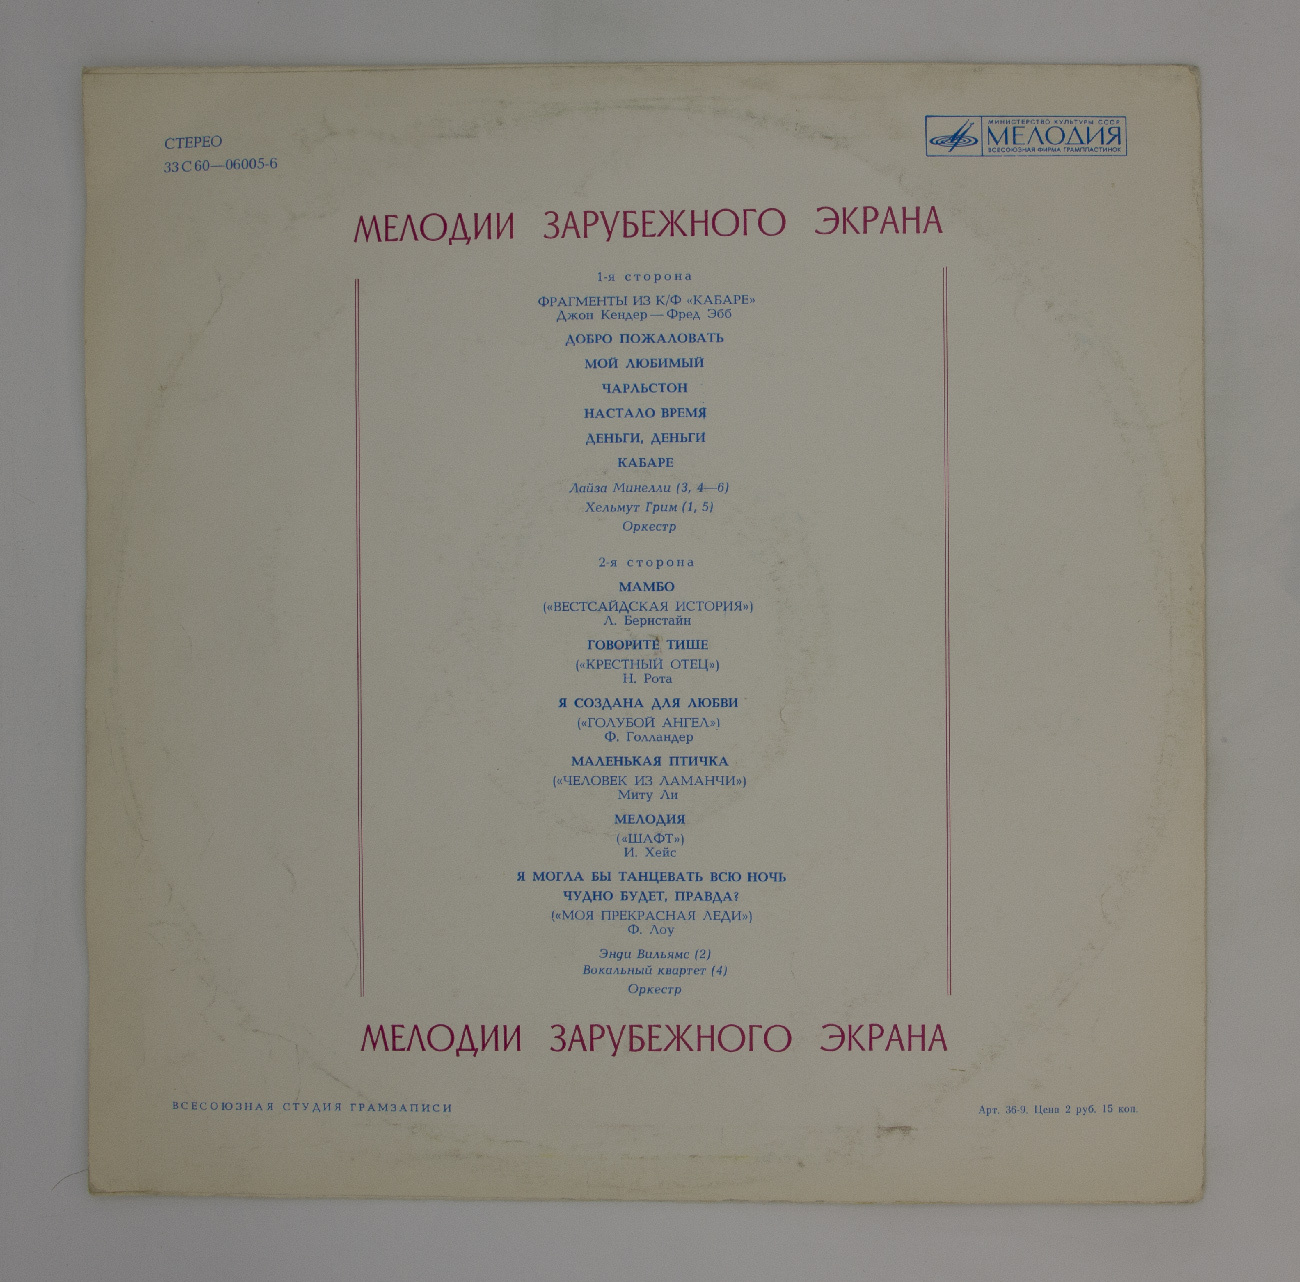 СТЕРЕО
33 С 60—06005-6
МИНИСТЕРСТВО КУЛЬТУРЫ СССР
МЕЛОДИЯ
ВСЕСОЮЗНАЯ ФИРМА ГРАМПЛАСТИНОК
МЕЛОДИИ ЗАРУБЕЖНОГО ЭКРАНА
1-я сторона
ФРАГМЕНТЫ ИЗ К/Ф «КАБАРЕ»
Джон Кендер — Фред Эбб
ДОБРО ПОЖАЛОВАТЬ
МОЙ ЛЮБИМЫЙ
ЧАРЛЬСТОН
НАСТАЛО ВРЕМЯ
ДЕНЬГИ, ДЕНЬГИ
КАБАРЕ
Лайза Минелли (3, 4—6)
Хельмут Грим (1, 5)
Оркестр
2-я сторона
МАМБО
(«ВЕСТСАЙДСКАЯ ИСТОРИЯ»)
Л. Бернстайн
ГОВОРИТЕ ТИШЕ
(«КРЕСТНЫЙ ОТЕЦ»)
Н. Рота
Я СОЗДАНА ДЛЯ ЛЮБВИ
(«ГОЛУБОЙ АНГЕЛ»)
Ф. Голландер
МАЛЕНЬКАЯ ПТИЧКА
(«ЧЕЛОВЕК ИЗ ЛАМАНЧИ»)
Миту Ли
МЕЛОДИЯ
(«ШАФТ»)
И. Хейс
Я МОГЛА БЫ ТАНЦЕВАТЬ ВСЮ НОЧЬ
ЧУДНО БУДЕТ, ПРАВДА?
(«МОЯ ПРЕКРАСНАЯ ЛЕДИ»)
Ф. Лоу
Энди Вильямс (2)
Вокальный квартет (4)
Оркестр
МЕЛОДИИ ЗАРУБЕЖНОГО ЭКРАНА
ВСЕСОЮЗНАЯ СТУДИЯ ГРАМЗАПИСИ
Арт. 36-9. Цена 2 руб. 15 коп.